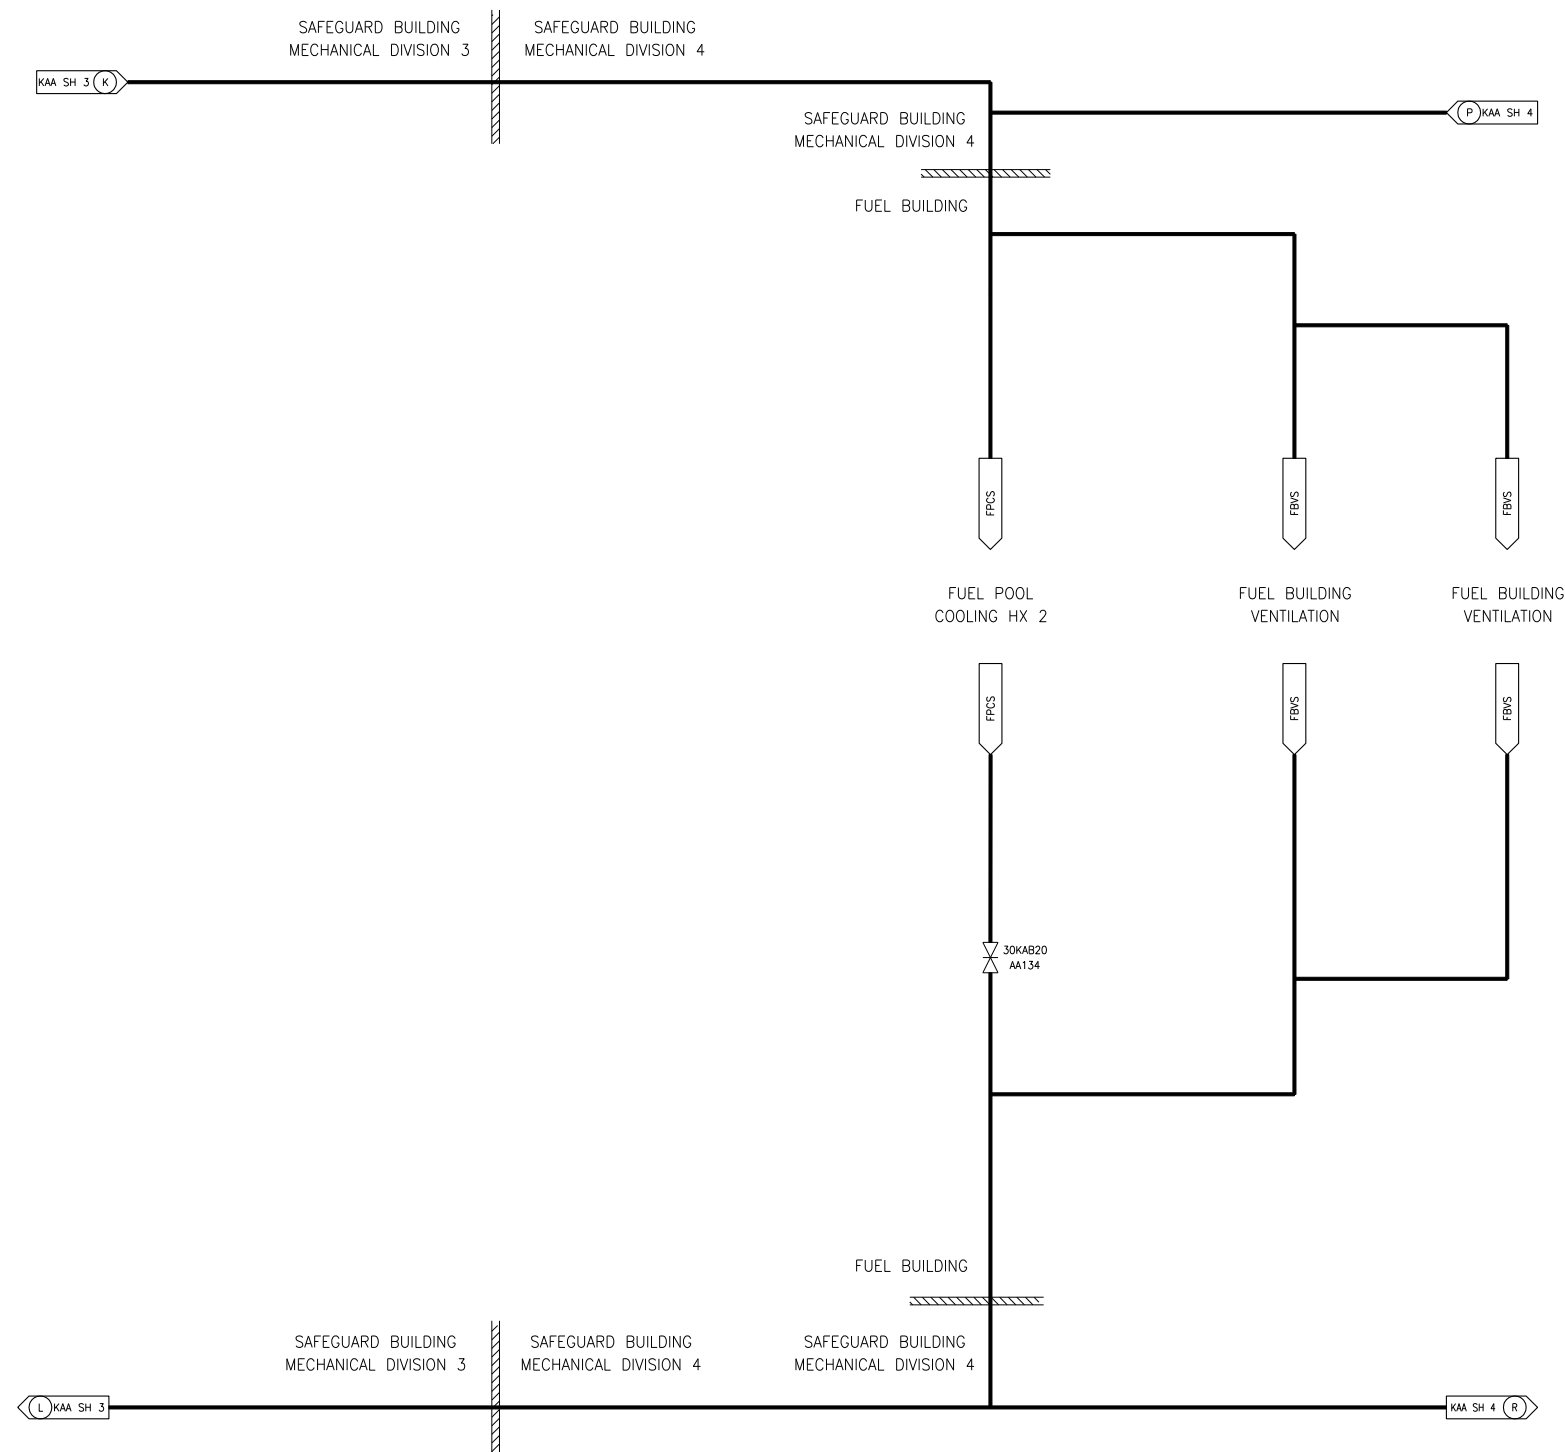 SAFEGUARD BUILDING
MECHANICAL DIVISION 3
SAFEGUARD BUILDING
MECHANICAL DIVISION 4
KAA SH 3 K
SAFEGUARD BUILDING
MECHANICAL DIVISION 4
P KAA SH 4
FUEL BUILDING
FPCS
FBVS
FBVS
FUEL POOL
COOLING HX 2
FUEL BUILDING
VENTILATION
FUEL BUILDING
VENTILATION
FPCS
FBVS
FBVS
30KAB20
AA134
FUEL BUILDING
SAFEGUARD BUILDING
MECHANICAL DIVISION 3
SAFEGUARD BUILDING
MECHANICAL DIVISION 4
SAFEGUARD BUILDING
MECHANICAL DIVISION 4
L KAA SH 3
KAA SH 4 R